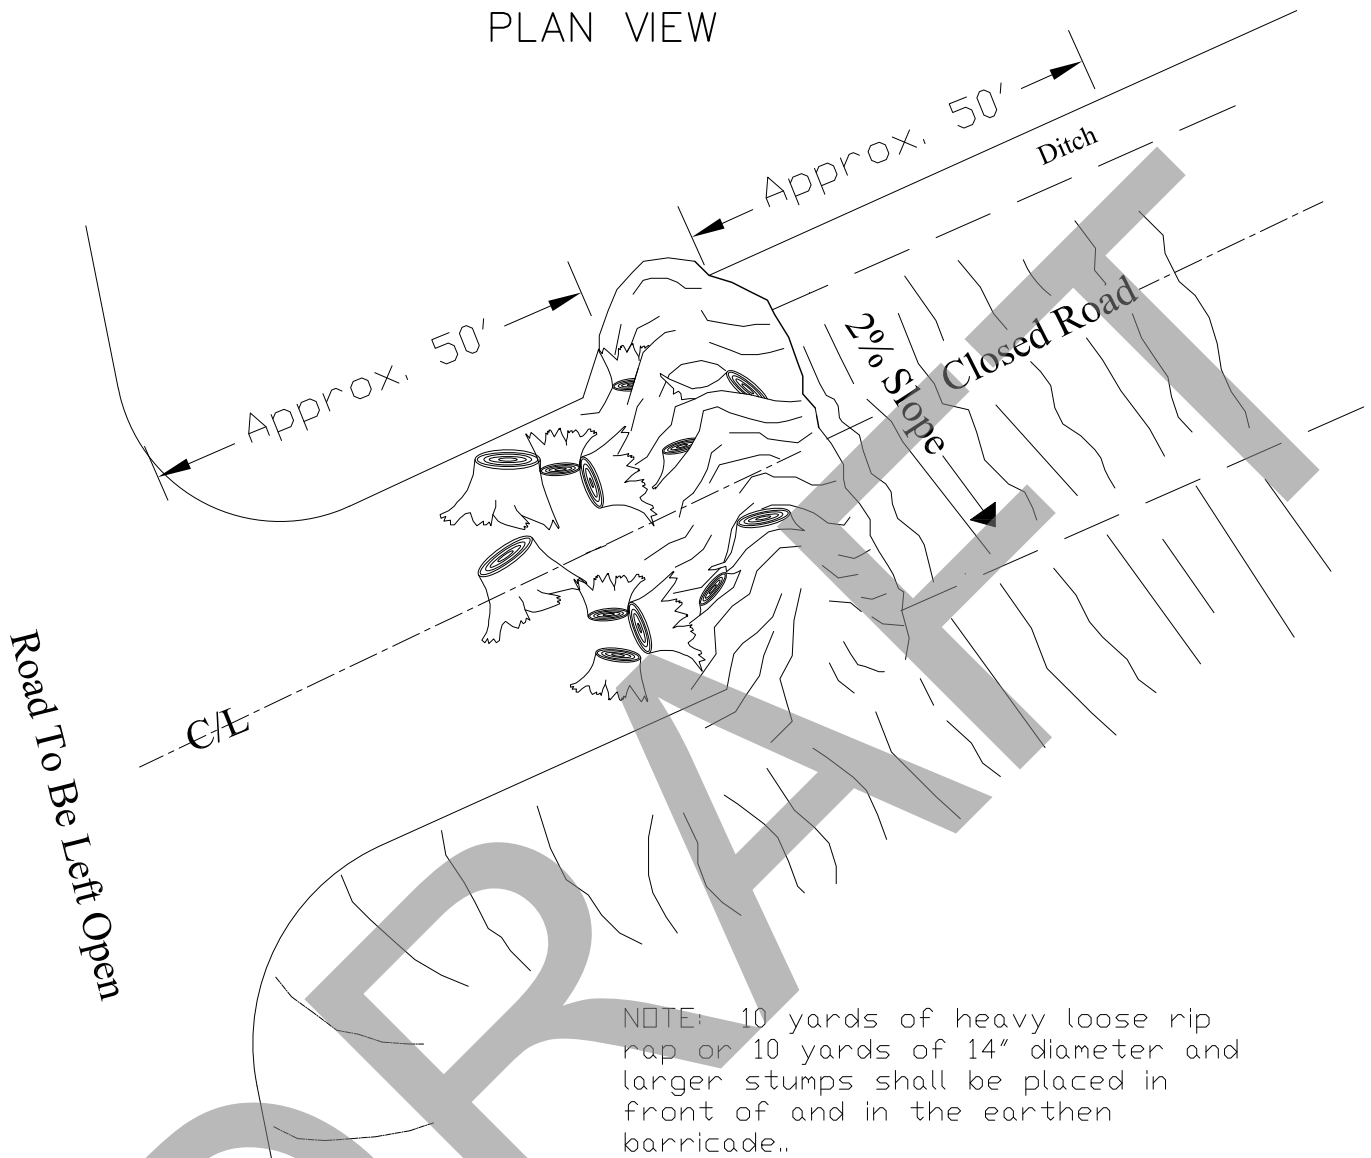 PLAN VIEW
Approx. 50'
Ditch
Approx. 50'
2% Slope
Closed Road
C/L
Road To Be Left Open
NOTE: 10 yards of heavy loose rip
rap or 10 yards of 14" diameter and
larger stumps shall be placed in
front of and in the earthen
barricade..
DRAFT